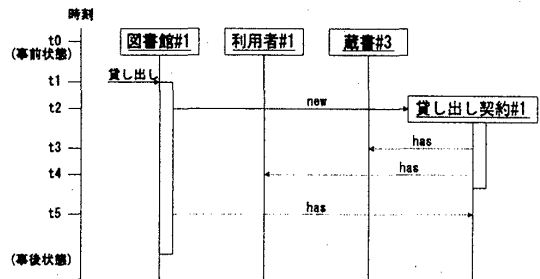 時刻
t0
(事前状態)
図書館#1
利用者#1
蔵書#3
t1
貸し出し
t2
new
貸し出し契約#1
t3
has
t4
has
t5
has
(事後状態)